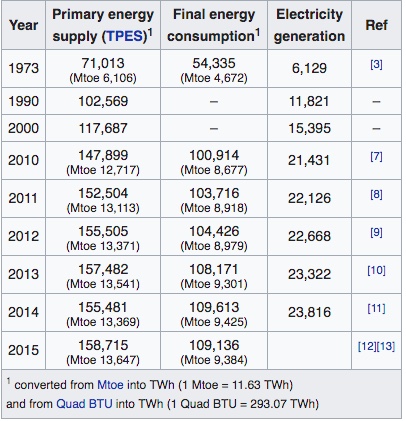 Year Primary energy supply (TPES)1 Final energy consumption1 Electricity generation Ref
1973 71,013 54,335 6,129 [3]
(Mtoe 6,106) (Mtoe 4,672)
1990 102,569 – 11,821 –
2000 117,687 – 15,395 –
2010 147,899 100,914 21,431 [7]
(Mtoe 12,717) (Mtoe 8,677)
2011 152,504 103,716 22,126 [8]
(Mtoe 13,113) (Mtoe 8,918)
2012 155,505 104,426 22,668 [9]
(Mtoe 13,371) (Mtoe 8,979)
2013 157,482 108,171 23,322 [10]
(Mtoe 13,541) (Mtoe 9,301)
2014 155,481 109,613 23,816 [11]
(Mtoe 13,369) (Mtoe 9,425)
2015 158,715 109,136 [12][13]
(Mtoe 13,647) (Mtoe 9,384)
1 converted from Mtoe into TWh (1 Mtoe = 11.63 TWh)
and from Quad BTU into TWh (1 Quad BTU = 293.07 TWh)